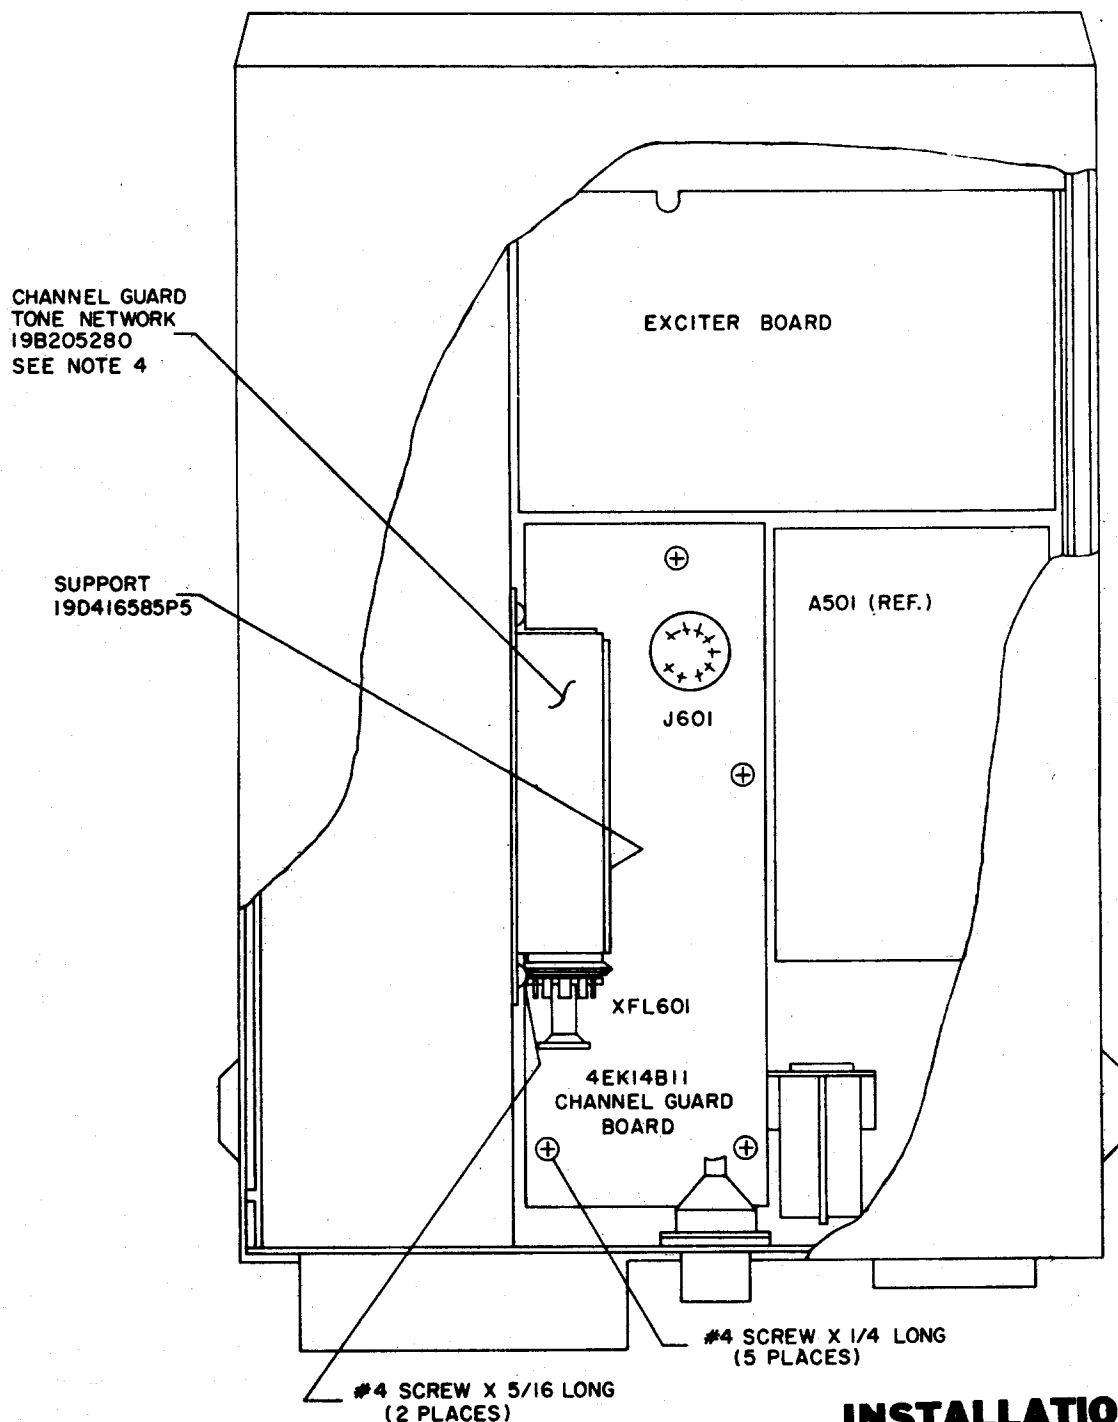 CHANNEL GUARD
TONE NETWORK
19B205280
SEE NOTE 4
EXCITER BOARD
SUPPORT
19D416585P5
A501 (REF.)
J601
XFL601
4EK14B11
CHANNEL GUARD
BOARD
#4 SCREW X 1/4 LONG
(5 PLACES)
#4 SCREW X 5/16 LONG
(2 PLACES)
INSTALLATIO